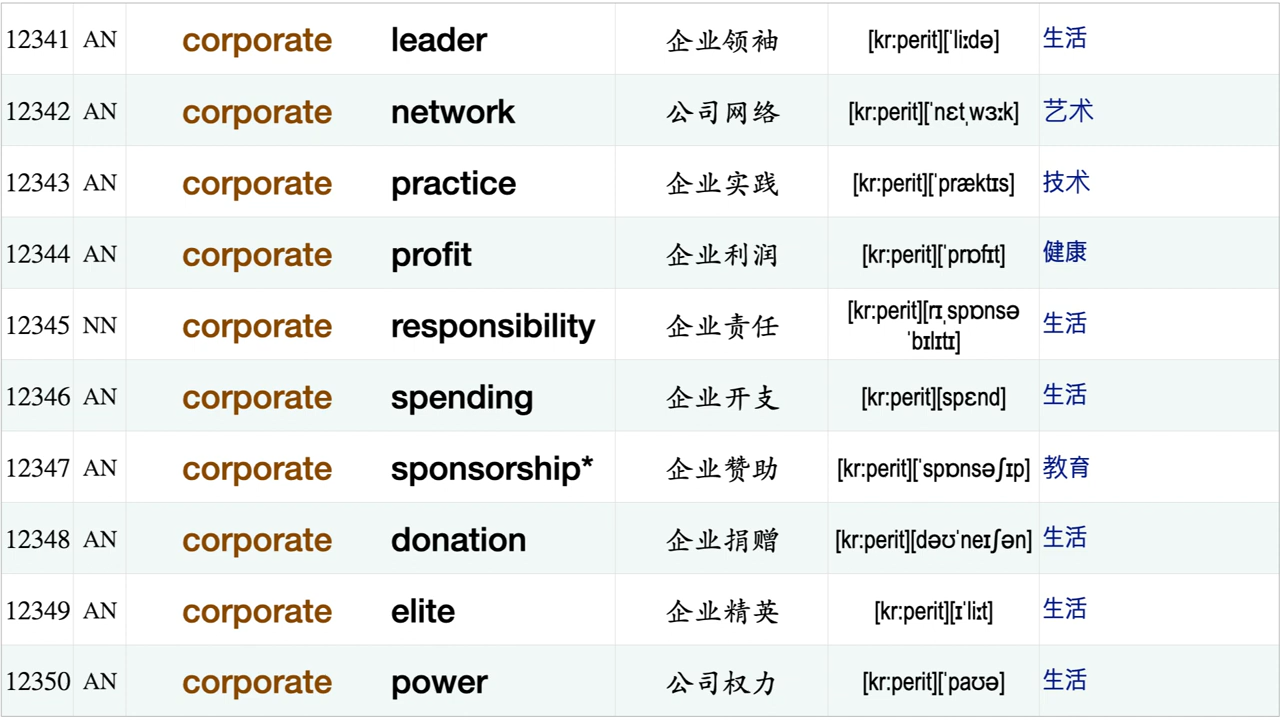 12341 AN corporate leader 企业领袖 [kr:perit][ˈliːdə] 生活
12342 AN corporate network 公司网络 [kr:perit][ˈnɛtˌwɜːk] 艺术
12343 AN corporate practice 企业实践 [kr:perit][ˈpræktɪs] 技术
12344 AN corporate profit 企业利润 [kr:perit][ˈprɒfɪt] 健康
12345 NN corporate responsibility 企业责任 [kr:perit][rɪˌspɒnsə
ˈbɪlɪtɪ] 生活
12346 AN corporate spending 企业开支 [kr:perit][spɛnd] 生活
12347 AN corporate sponsorship* 企业赞助 [kr:perit][ˈspɒnsəʃɪp] 教育
12348 AN corporate donation 企业捐赠 [kr:perit][dəʊˈneɪʃən] 生活
12349 AN corporate elite 企业精英 [kr:perit][ɪˈliːt] 生活
12350 AN corporate power 公司权力 [kr:perit][ˈpaʊə] 生活